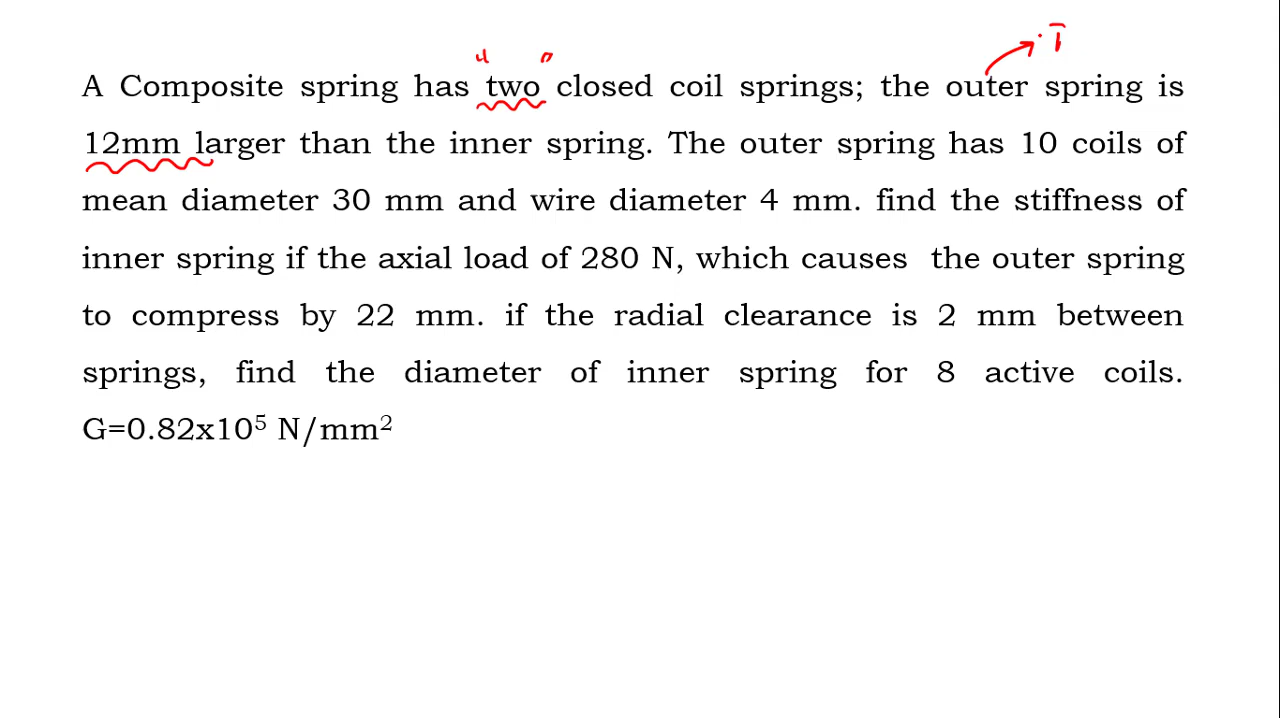 A Composite spring has "two" closed coil springs; the outer spring is
12mm larger than the inner spring. The outer spring has 10 coils of
mean diameter 30 mm and wire diameter 4 mm. find the stiffness of
inner spring if the axial load of 280 N, which causes the outer spring
to compress by 22 mm. if the radial clearance is 2 mm between
springs, find the diameter of inner spring for 8 active coils.
G=0.82x10⁵ N/mm²